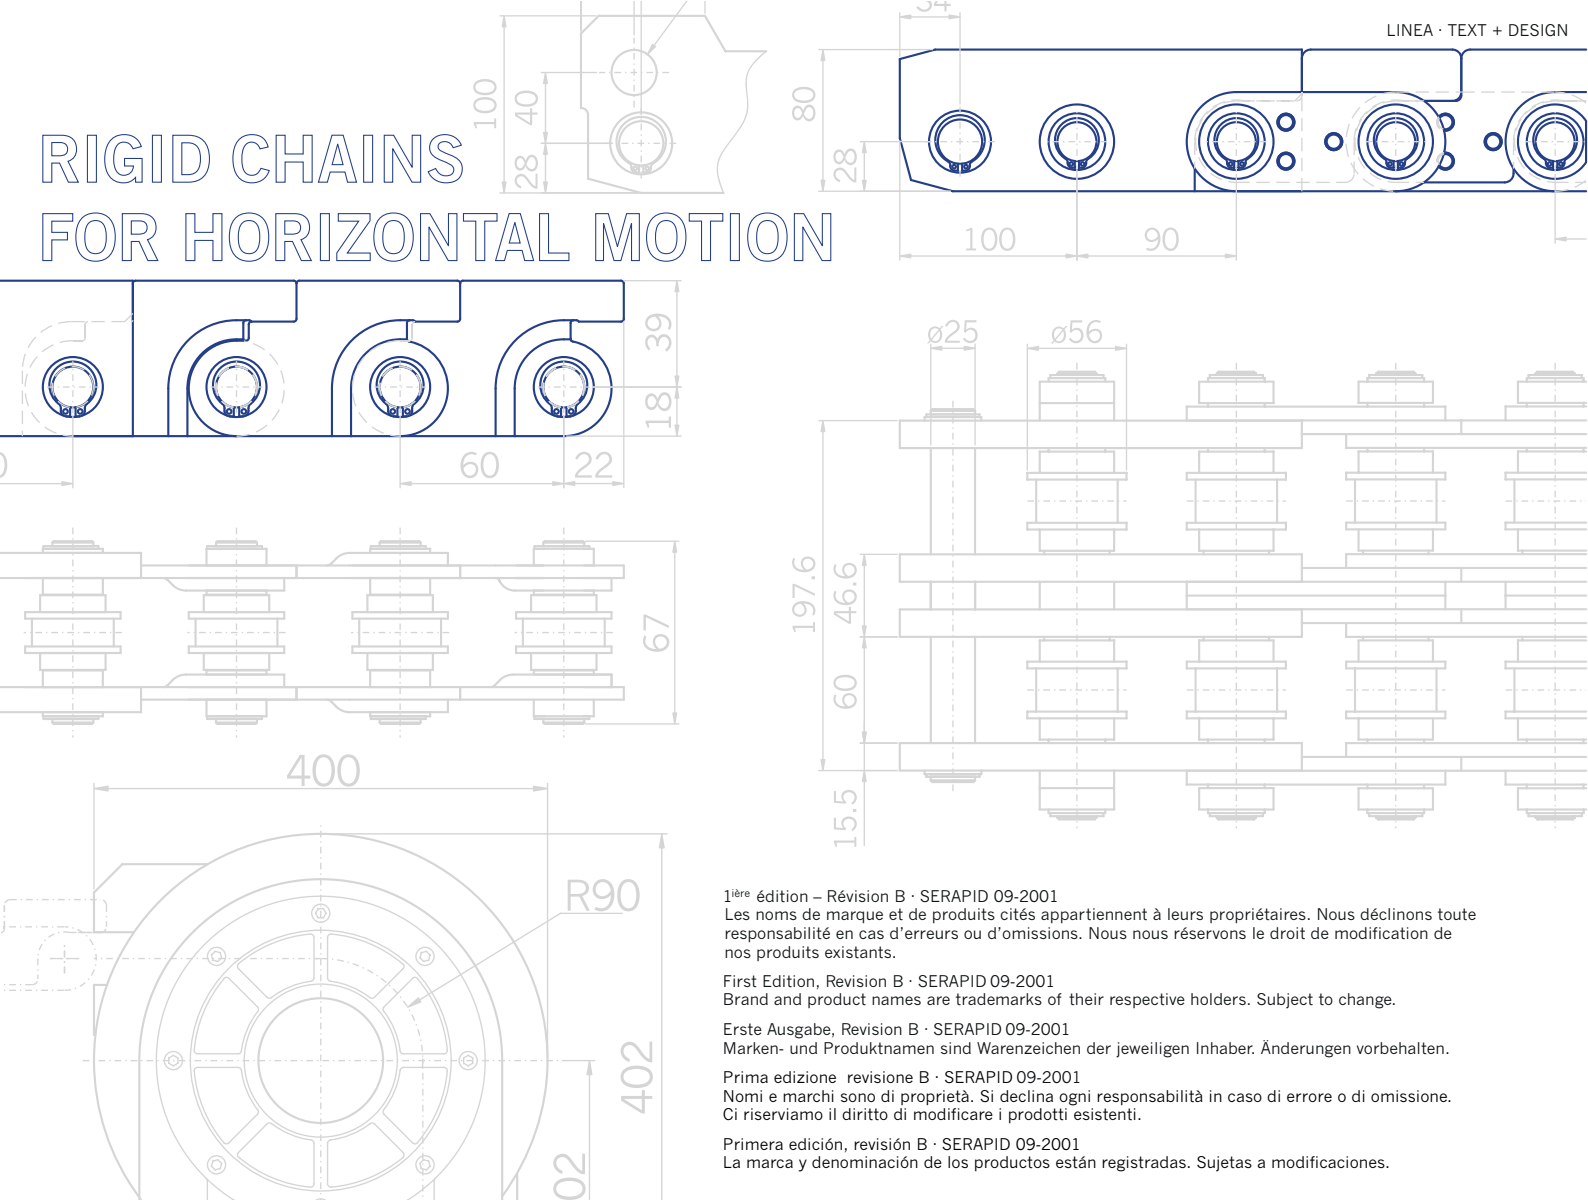 34
LINEA · TEXT + DESIGN
100
40
28
80
28
RIGID CHAINS
FOR HORIZONTAL MOTION
100
90
39
18
60
22
0
ø25
ø56
67
197.6
46.6
60
15.5
400
R90
402
02
1ière édition – Révision B · SERAPID 09-2001
Les noms de marque et de produits cités appartiennent à leurs propriétaires. Nous déclinons toute
responsabilité en cas d’erreurs ou d’omissions. Nous nous réservons le droit de modification de
nos produits existants.
First Edition, Revision B · SERAPID 09-2001
Brand and product names are trademarks of their respective holders. Subject to change.
Erste Ausgabe, Revision B · SERAPID 09-2001
Marken- und Produktnamen sind Warenzeichen der jeweiligen Inhaber. Änderungen vorbehalten.
Prima edizione revisione B · SERAPID 09-2001
Nomi e marchi sono di proprietà. Si declina ogni responsabilità in caso di errore o di omissione.
Ci riserviamo il diritto di modificare i prodotti esistenti.
Primera edición, revisión B · SERAPID 09-2001
La marca y denominación de los productos están registradas. Sujetas a modificaciones.